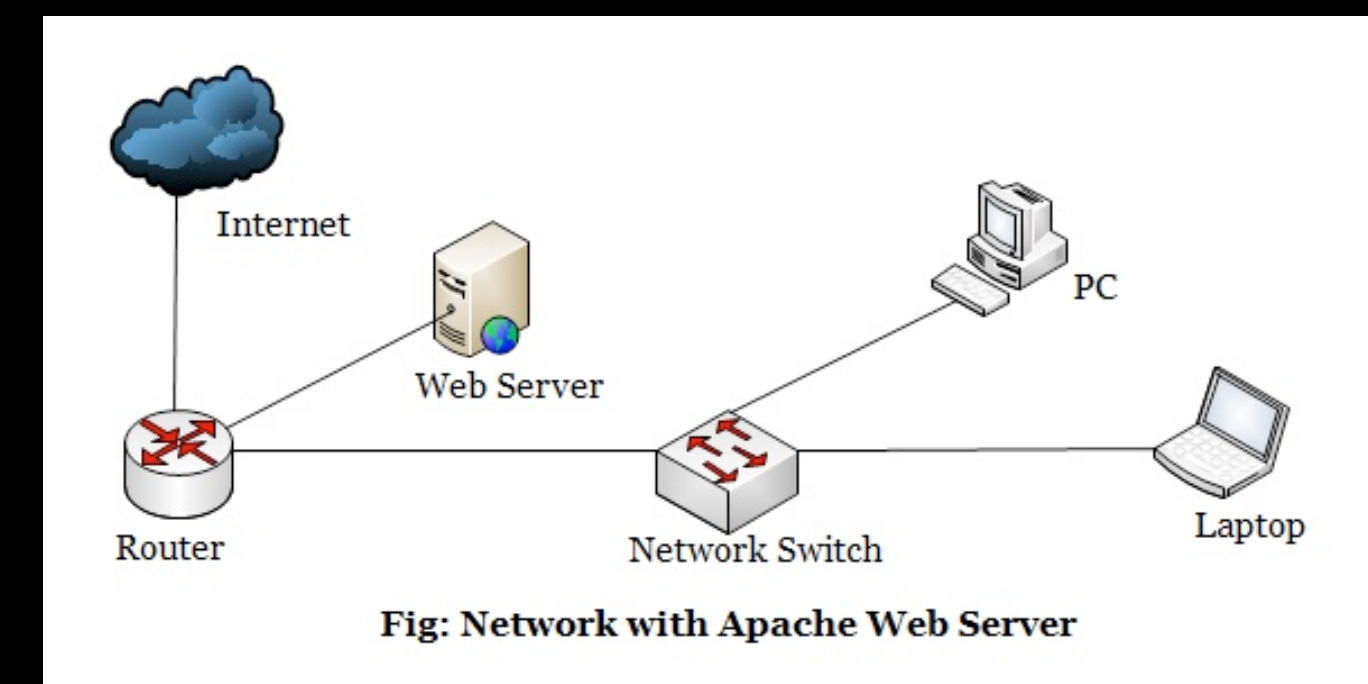 Internet
Web Server
PC
Router
Network Switch
Laptop
Fig: Network with Apache Web Server